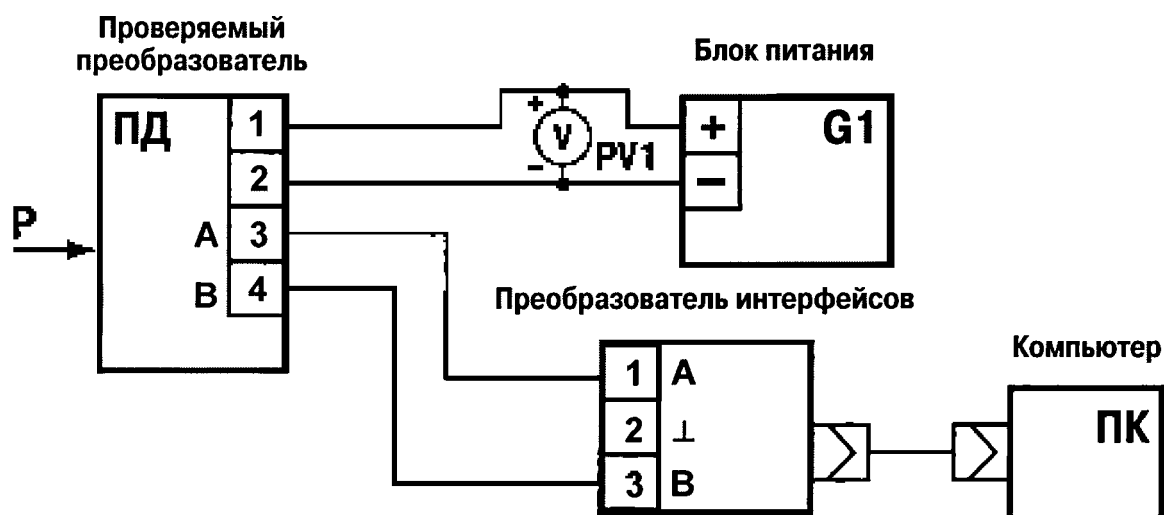 Проверяемый
преобразователь
Блок питания
ПД
1
2
A 3
B 4
P
+
V
PV1
–
+
–
G1
Преобразователь интерфейсов
1 A
2 ⊥
3 B
Компьютер
ПК